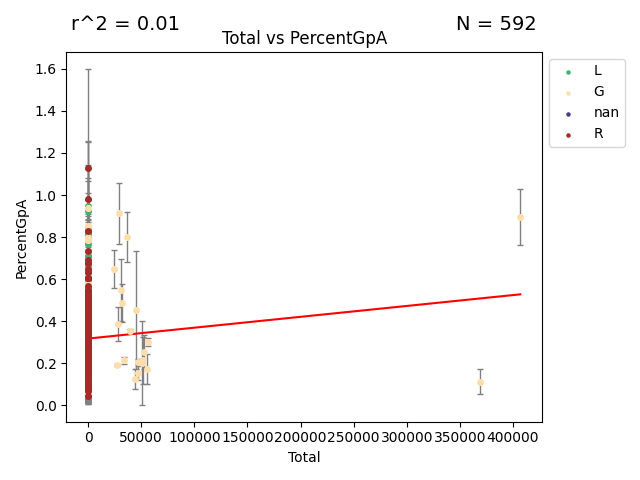 r^2 = 0.01
N = 592
Total vs PercentGpA
L
G
nan
R
PercentGpA
1.6
1.4
1.2
1.0
0.8
0.6
0.4
0.2
0.0
0 50000 100000 150000 200000 250000 300000 350000 400000
Total